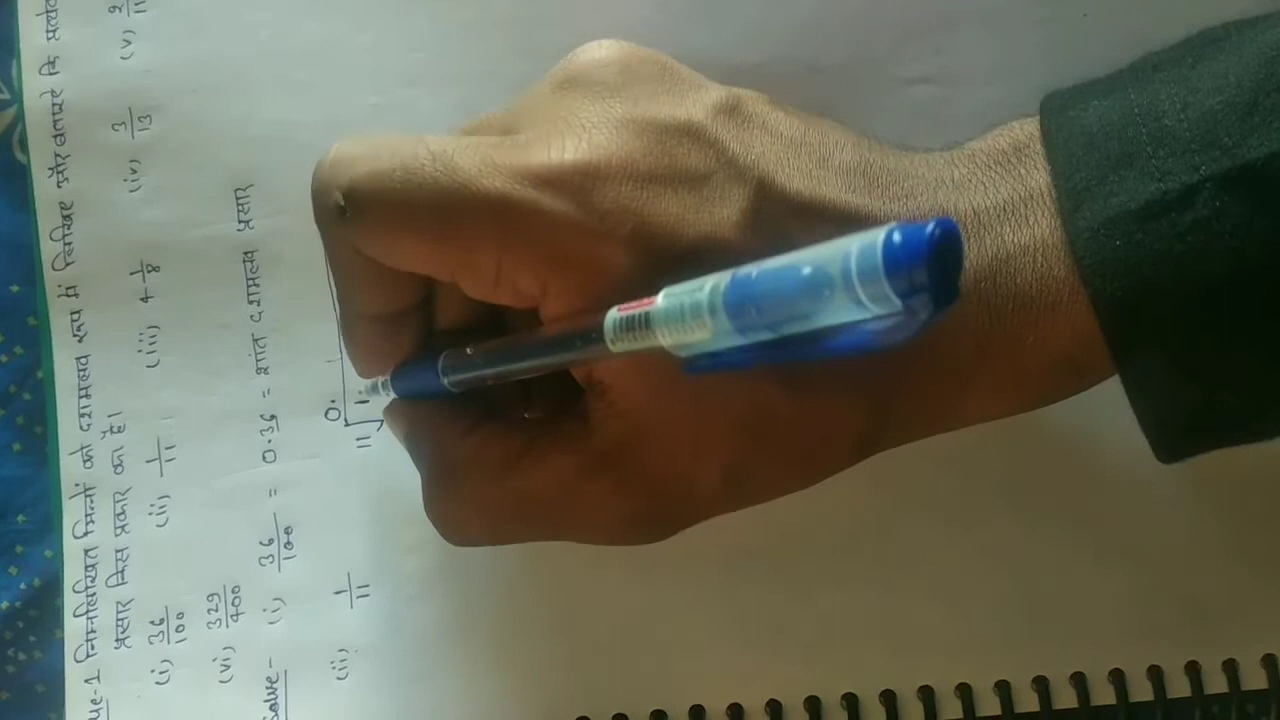 que-1 निम्नलिखित भिन्नों को दशमलव रूप में लिखिए और बताइए कि प्रत्येक
प्रसार किस प्रकार का है।
(i) 36/100 (ii) 1/11 (iii) 4 1/8 (iv) 3/13 (v) 2/11
(vi) 329/400
Solve- (i) 36/100 = 0.36 = शांत दशमलव प्रसार
(ii) 1/11
0.
11 1